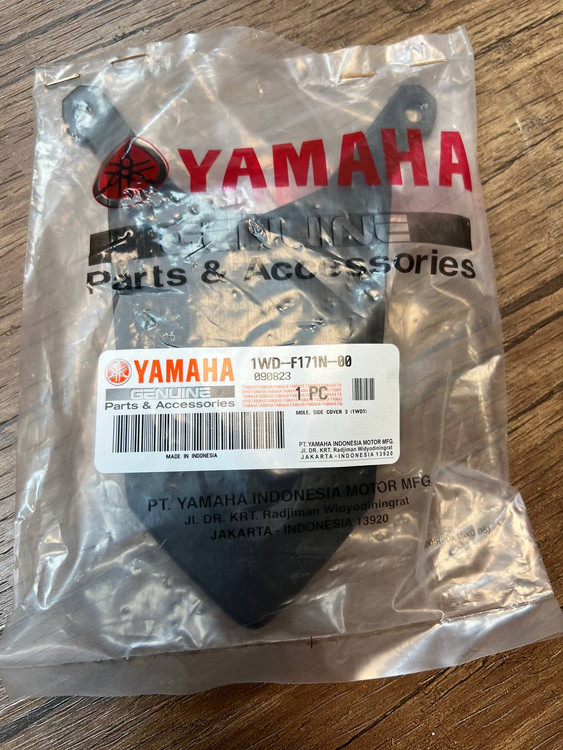 YAMAHA
GENUINE
Parts & Accessories
YAMAHA
GENUINE
Parts & Accessories
1WD-F171N-00
090823
1 PC
MOLE, SIDE COVER 3 (1WD1)
MADE IN INDONESIA
PT. YAMAHA INDONESIA MOTOR MFG.
Jl. DR. KRT. Radjiman Widyodiningrat
JAKARTA-INDONESIA 13920
PT. YAMAHA INDONESIA MOTOR MFG
Jl. DR. KRT. Radjiman Widyodiningrat
JAKARTA - INDONESIA 13920